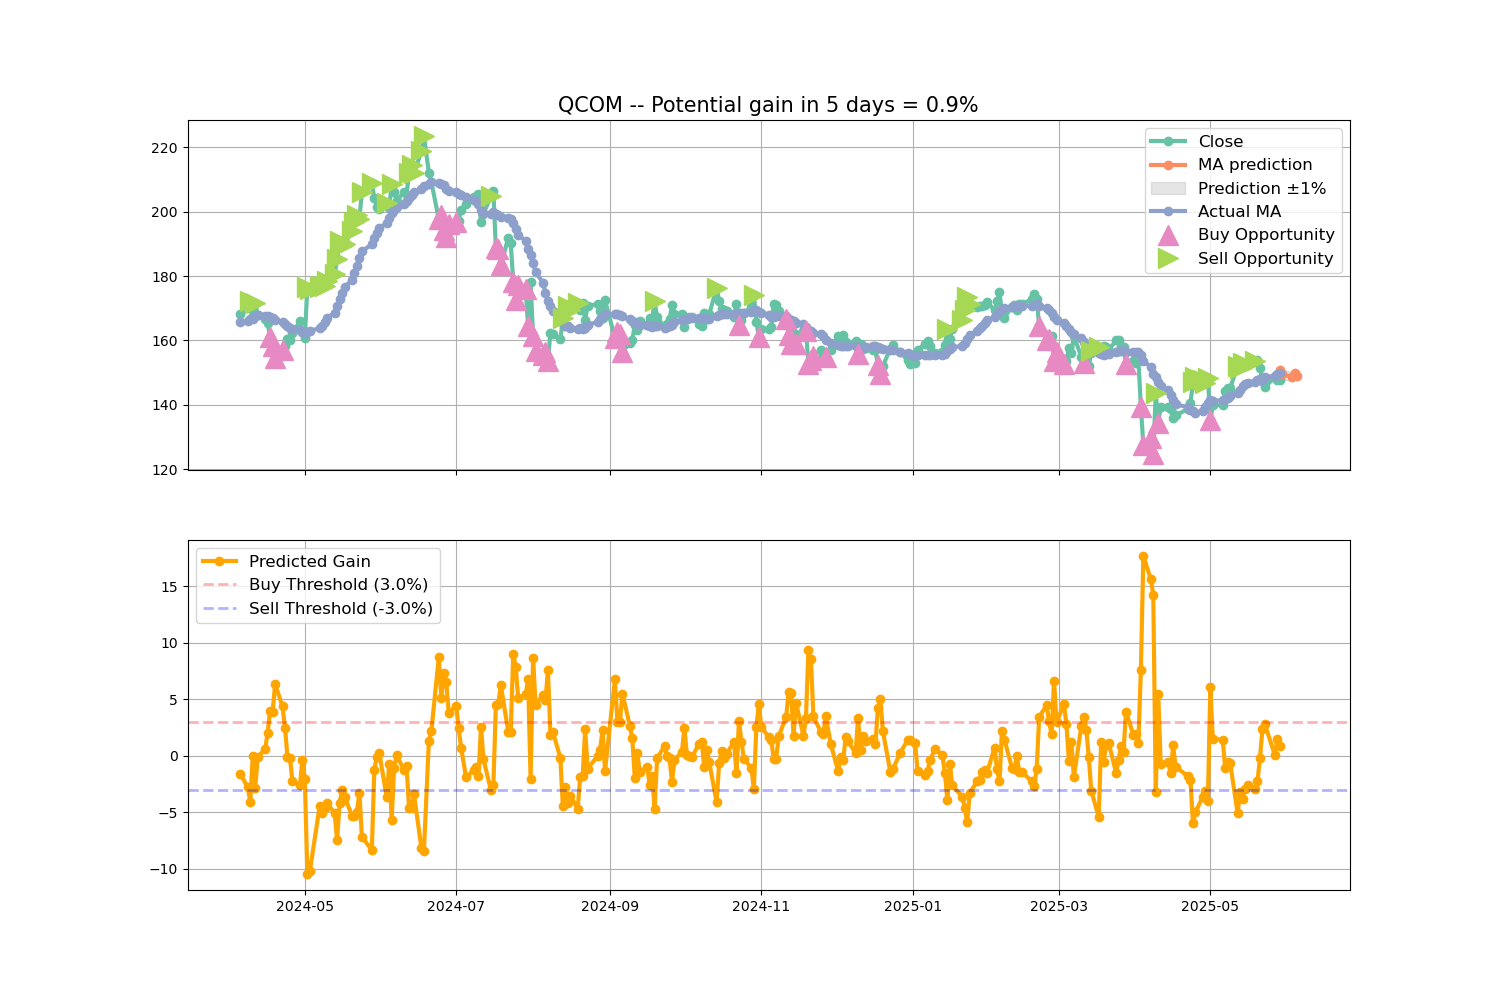 QCOM -- Potential gain in 5 days = 0.9%
220
200
180
160
140
120
Close
MA prediction
Prediction ±1%
Actual MA
Buy Opportunity
Sell Opportunity
15
10
5
0
−5
−10
Predicted Gain
Buy Threshold (3.0%)
Sell Threshold (-3.0%)
2024-05
2024-07
2024-09
2024-11
2025-01
2025-03
2025-05